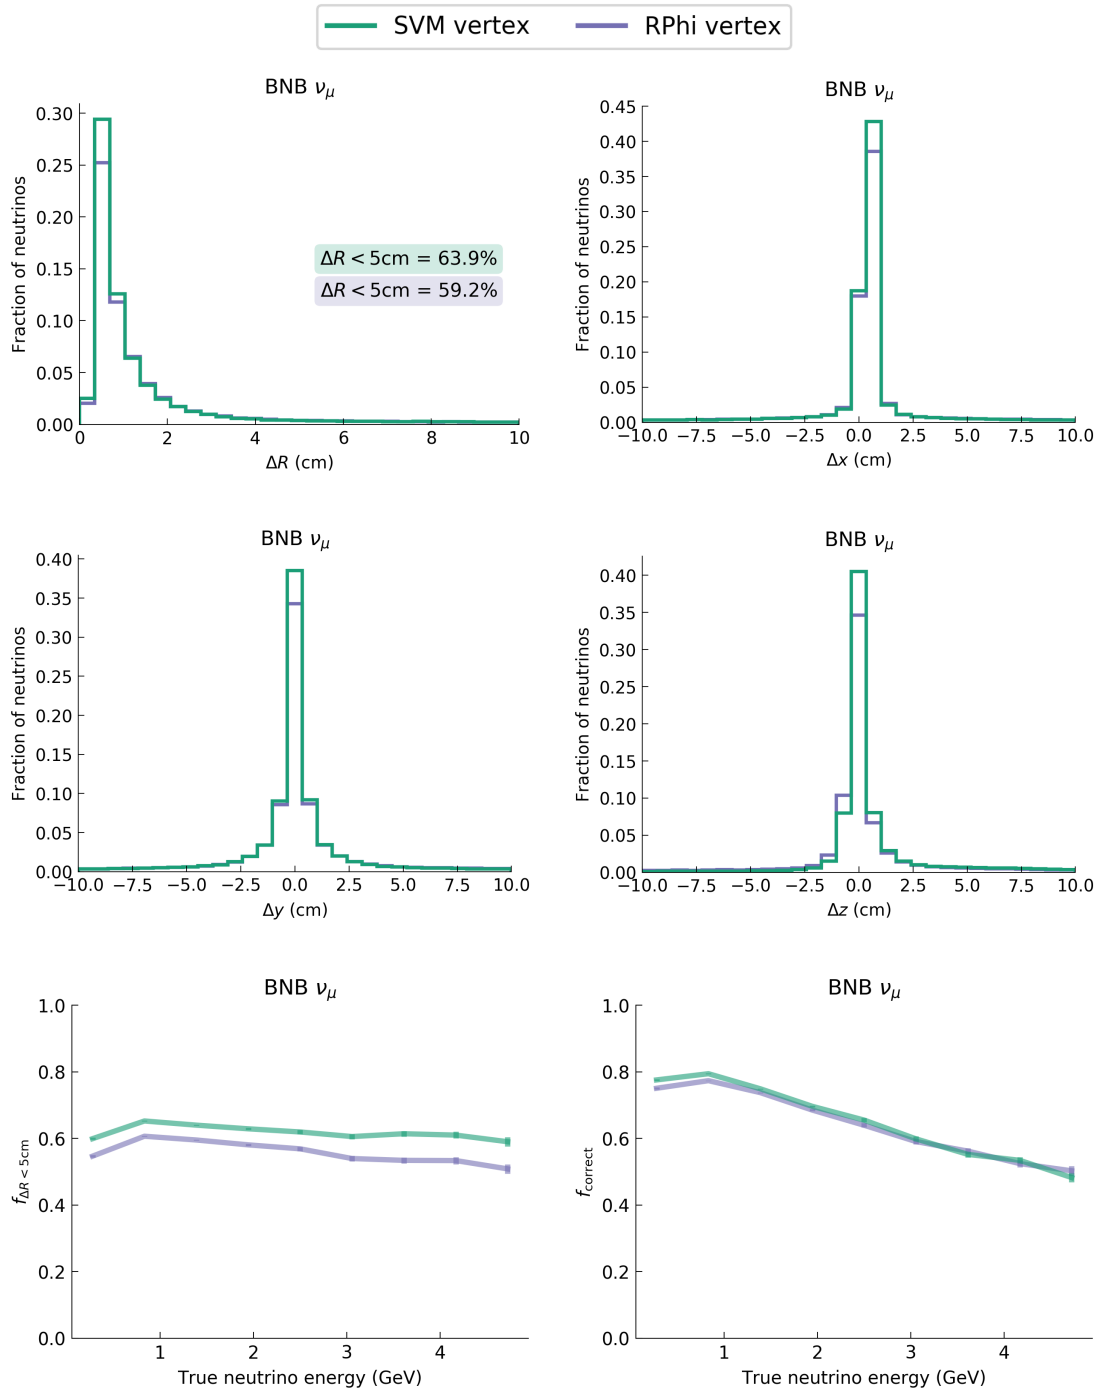 SVM vertex RPhi vertex
BNB νμ
Fraction of neutrinos
0.30
0.25
0.20
0.15
0.10
0.05
0.00
ΔR < 5cm = 63.9%
ΔR < 5cm = 59.2%
0 2 4 6 8 10
ΔR (cm)
BNB νμ
Fraction of neutrinos
0.45
0.40
0.35
0.30
0.25
0.20
0.15
0.10
0.05
0.00
−10.0 −7.5 −5.0 −2.5 0.0 2.5 5.0 7.5 10.0
Δx (cm)
BNB νμ
Fraction of neutrinos
0.40
0.35
0.30
0.25
0.20
0.15
0.10
0.05
0.00
−10.0 −7.5 −5.0 −2.5 0.0 2.5 5.0 7.5 10.0
Δy (cm)
BNB νμ
Fraction of neutrinos
0.40
0.35
0.30
0.25
0.20
0.15
0.10
0.05
0.00
−10.0 −7.5 −5.0 −2.5 0.0 2.5 5.0 7.5 10.0
Δz (cm)
BNB νμ
fΔR < 5cm
1.0
0.8
0.6
0.4
0.2
0.0
1 2 3 4
True neutrino energy (GeV)
BNB νμ
fcorrect
1.0
0.8
0.6
0.4
0.2
0.0
1 2 3 4
True neutrino energy (GeV)